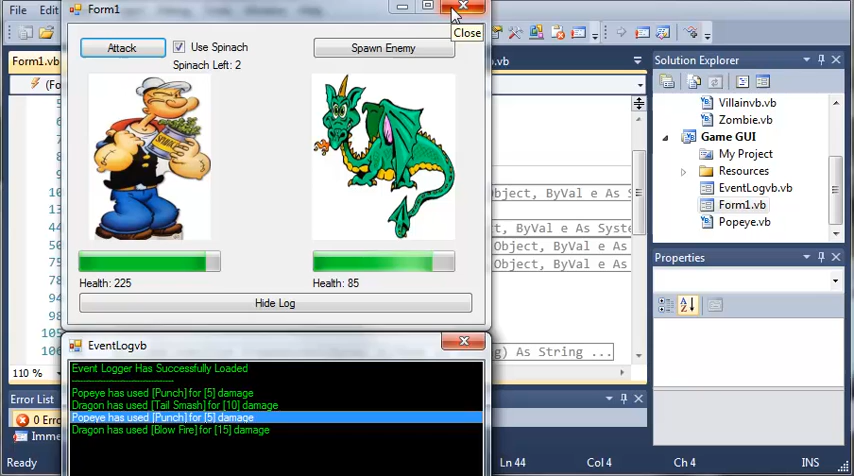 File
Form1
Close
Attack
Use Spinach
Spinach Left: 2
Spawn Enemy
SPINACH
Health: 225
Health: 85
Hide Log
EventLogvb
Event Logger Has Successfully Loaded
Popeye has used [Punch] for [5] damage
Dragon has used [Tail Smash] for [10] damage
Popeye has used [Punch] for [5] damage
Dragon has used [Blow Fire] for [15] damage
Form1.vb
vb
Object, ByVal e As S
ct, ByVal e As Syste
Object, ByVal e As
Object, ByVal e As
g) As String ...
110 %
Error List
0 Erro
Imme
Ready
Ln 44
Col 4
Ch 4
INS
Solution Explorer
Villainvb.vb
Zombie.vb
Game GUI
My Project
Resources
EventLogvb.vb
Form1.vb
Popeye.vb
Properties